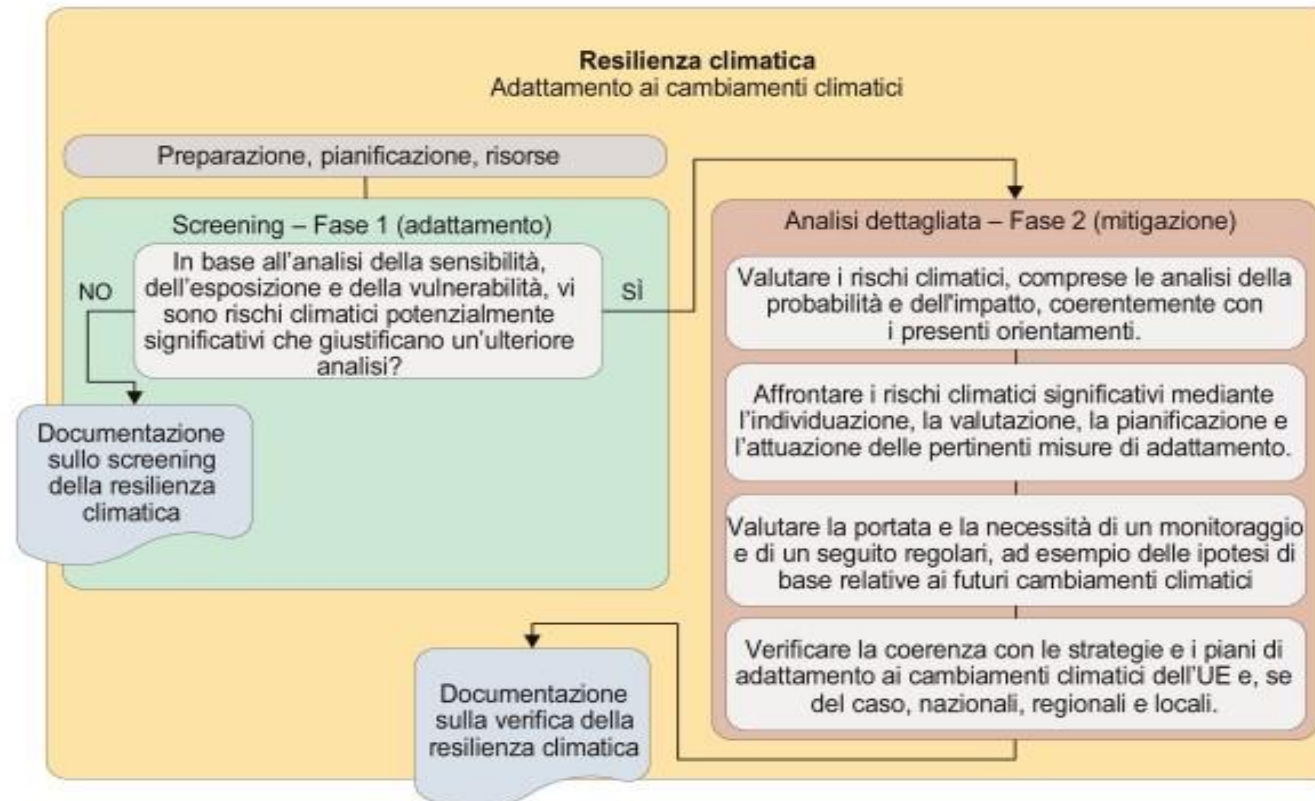 Resilienza climatica
Adattamento ai cambiamenti climatici
Preparazione, pianificazione, risorse
Screening – Fase 1 (adattamento)
In base all'analisi della sensibilità,
dell'esposizione e della vulnerabilità, vi
sono rischi climatici potenzialmente
significativi che giustificano un'ulteriore
analisi?
NO
SÌ
Documentazione
sullo screening
della resilienza
climatica
Analisi dettagliata – Fase 2 (mitigazione)
Valutare i rischi climatici, comprese le analisi della
probabilità e dell'impatto, coerentemente con
i presenti orientamenti.
Affrontare i rischi climatici significativi mediante
l'individuazione, la valutazione, la pianificazione e
l'attuazione delle pertinenti misure di adattamento.
Valutare la portata e la necessità di un monitoraggio
e di un seguito regolari, ad esempio delle ipotesi di
base relative ai futuri cambiamenti climatici
Verificare la coerenza con le strategie e i piani di
adattamento ai cambiamenti climatici dell'UE e, se
del caso, nazionali, regionali e locali.
Documentazione
sulla verifica della
resilienza climatica